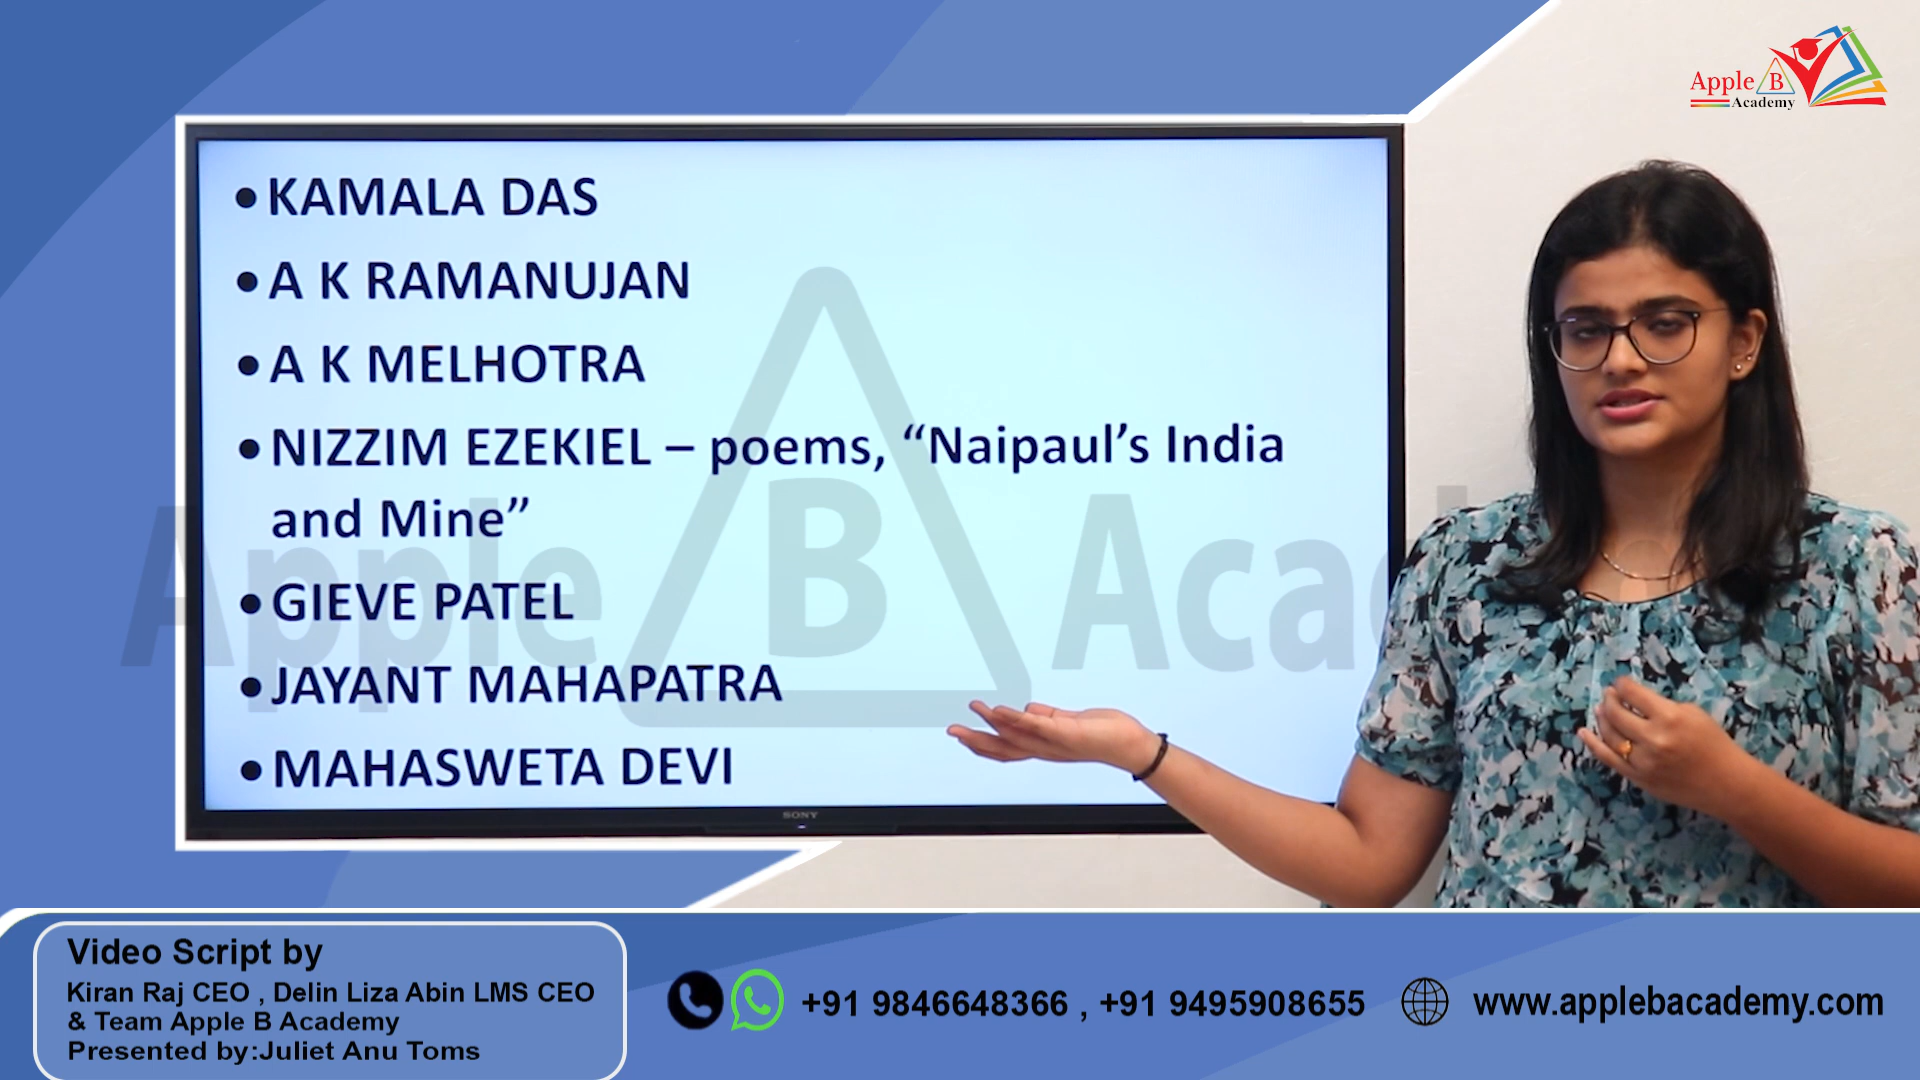 Apple B
Academy
•KAMALA DAS
•A K RAMANUJAN
•A K MELHOTRA
•NIZZIM EZEKIEL – poems, “Naipaul’s India
and Mine”
•GIEVE PATEL
•JAYANT MAHAPATRA
•MAHASWETA DEVI
Apple B Acad
SONY
Video Script by
Kiran Raj CEO , Delin Liza Abin LMS CEO
& Team Apple B Academy
Presented by:Juliet Anu Toms
+91 9846648366 , +91 9495908655
www.applebacademy.com